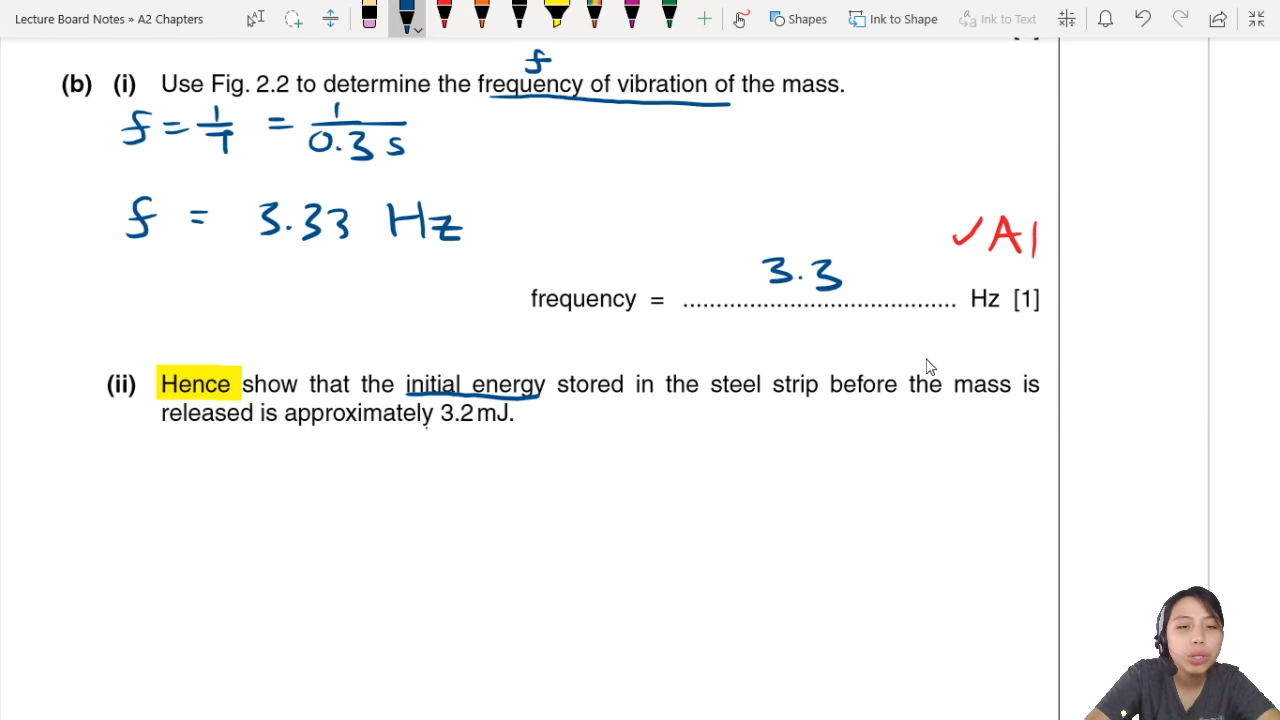 Lecture Board Notes » A2 Chapters
Shapes
Ink to Shape
Ink to Text
f
(b) (i) Use Fig. 2.2 to determine the frequency of vibration of the mass.
f = 1/T = 1/0.3 s
f = 3.33 Hz
✓A1
3.3
frequency = ........................................ Hz [1]
(ii) Hence show that the initial energy stored in the steel strip before the mass is
released is approximately 3.2 mJ.